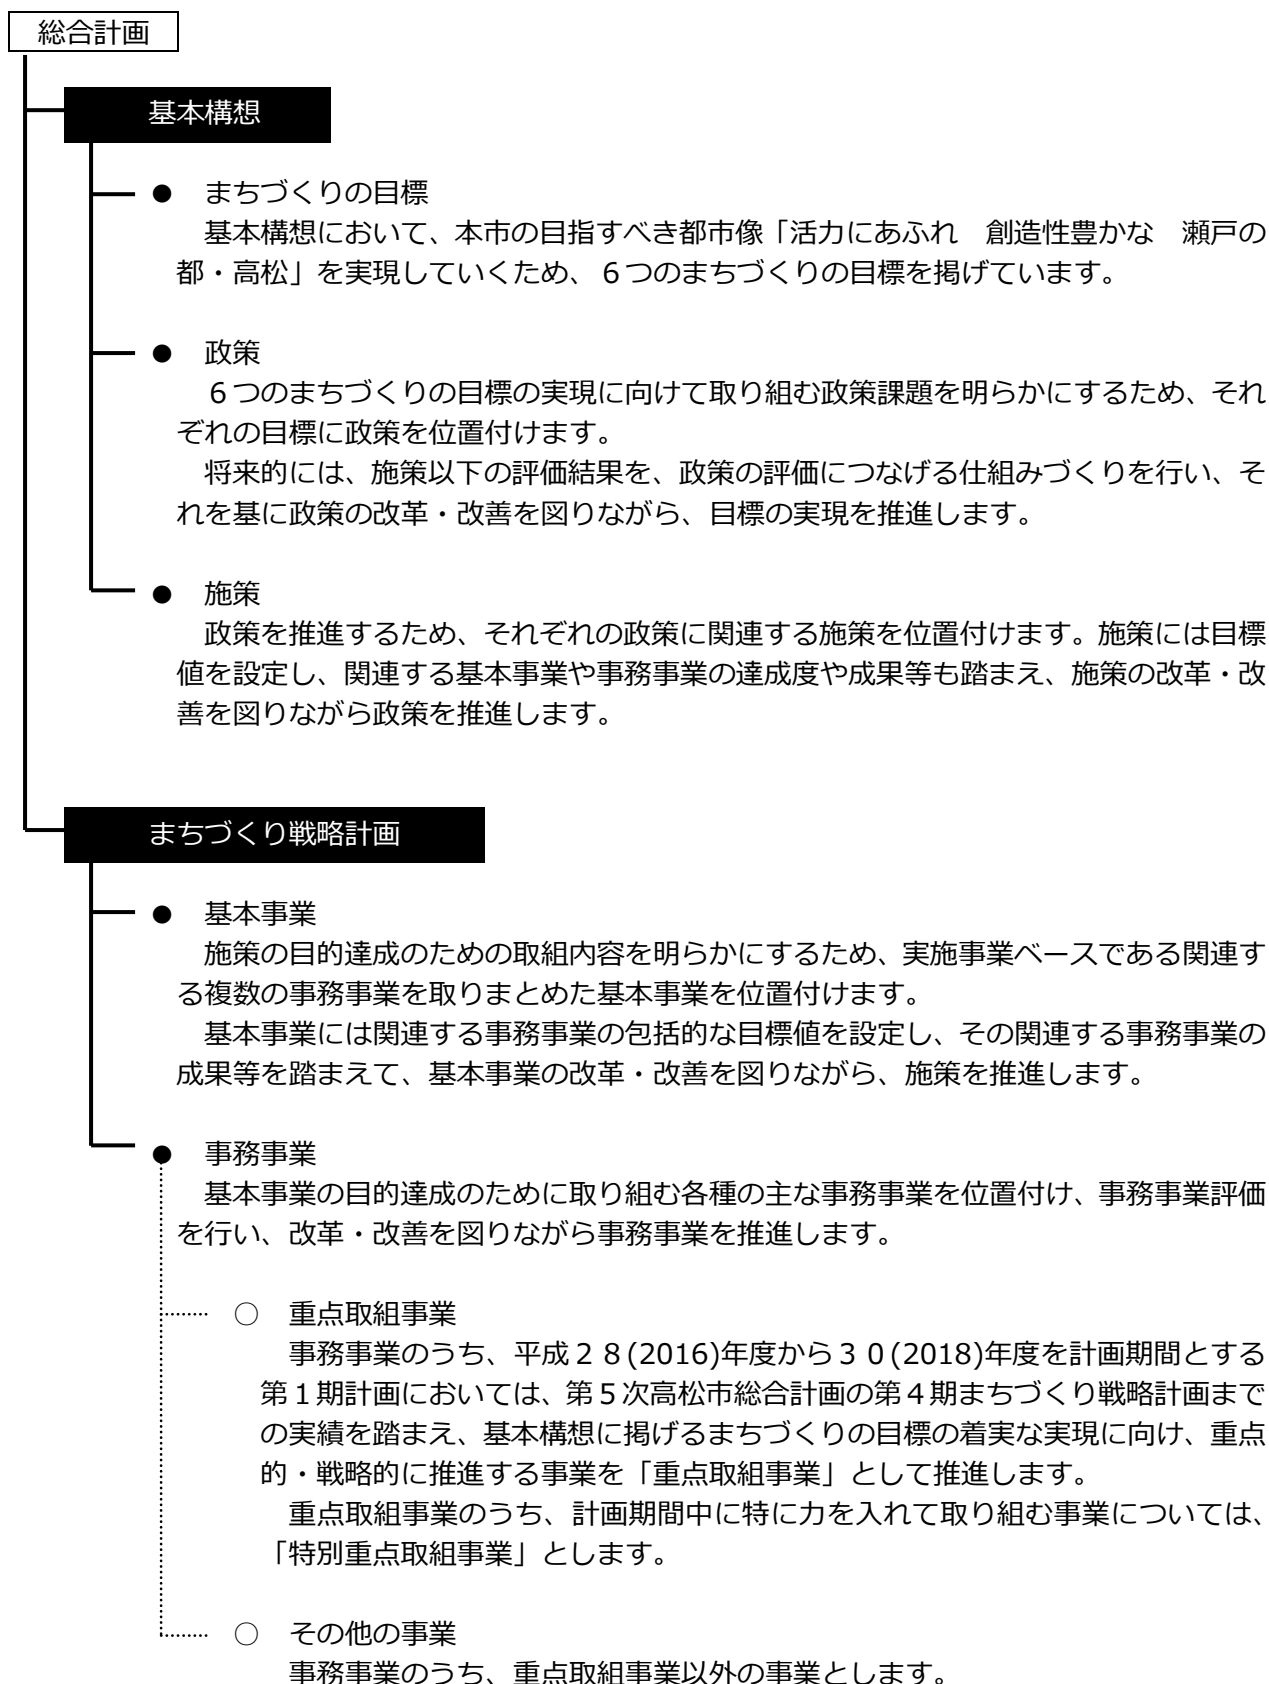 総合計画
基本構想
● まちづくりの目標
基本構想において、本市の目指すべき都市像「活力にあふれ　創造性豊かな　瀬戸の
都・高松」を実現していくため、６つのまちづくりの目標を掲げています。
● 政策
６つのまちづくりの目標の実現に向けて取り組む政策課題を明らかにするため、それ
ぞれの目標に政策を位置付けます。
将来的には、施策以下の評価結果を、政策の評価につなげる仕組みづくりを行い、そ
れを基に政策の改革・改善を図りながら、目標の実現を推進します。
● 施策
政策を推進するため、それぞれの政策に関連する施策を位置付けます。施策には目標
値を設定し、関連する基本事業や事務事業の達成度や成果等も踏まえ、施策の改革・改
善を図りながら政策を推進します。
まちづくり戦略計画
● 基本事業
施策の目的達成のための取組内容を明らかにするため、実施事業ベースである関連す
る複数の事務事業を取りまとめた基本事業を位置付けます。
基本事業には関連する事務事業の包括的な目標値を設定し、その関連する事務事業の
成果等を踏まえて、基本事業の改革・改善を図りながら、施策を推進します。
● 事務事業
基本事業の目的達成のために取り組む各種の主な事務事業を位置付け、事務事業評価
を行い、改革・改善を図りながら事務事業を推進します。
○ 重点取組事業
事務事業のうち、平成２８(2016)年度から３０(2018)年度を計画期間とする
第１期計画においては、第５次高松市総合計画の第４期まちづくり戦略計画まで
の実績を踏まえ、基本構想に掲げるまちづくりの目標の着実な実現に向け、重点
的・戦略的に推進する事業を「重点取組事業」として推進します。
重点取組事業のうち、計画期間中に特に力を入れて取り組む事業については、
「特別重点取組事業」とします。
○ その他の事業
事務事業のうち、重点取組事業以外の事業とします。